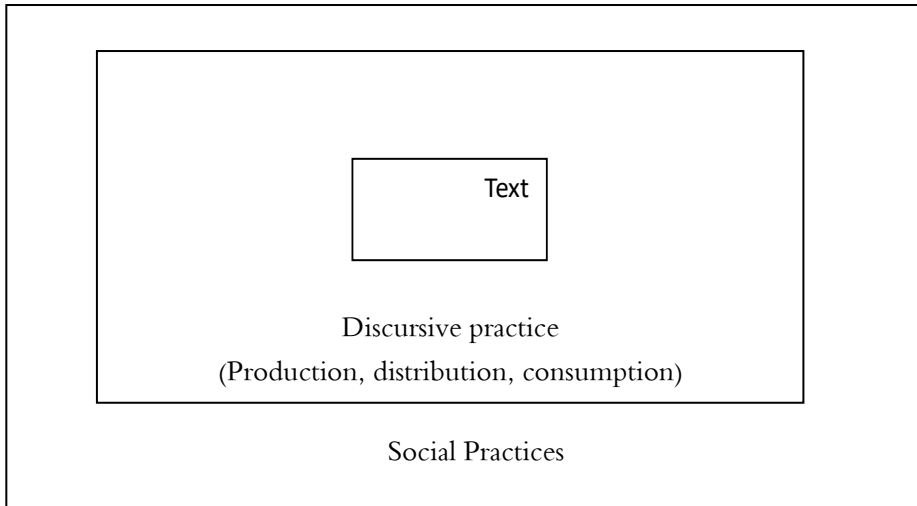 Text
Discursive practice
(Production, distribution, consumption)
Social Practices